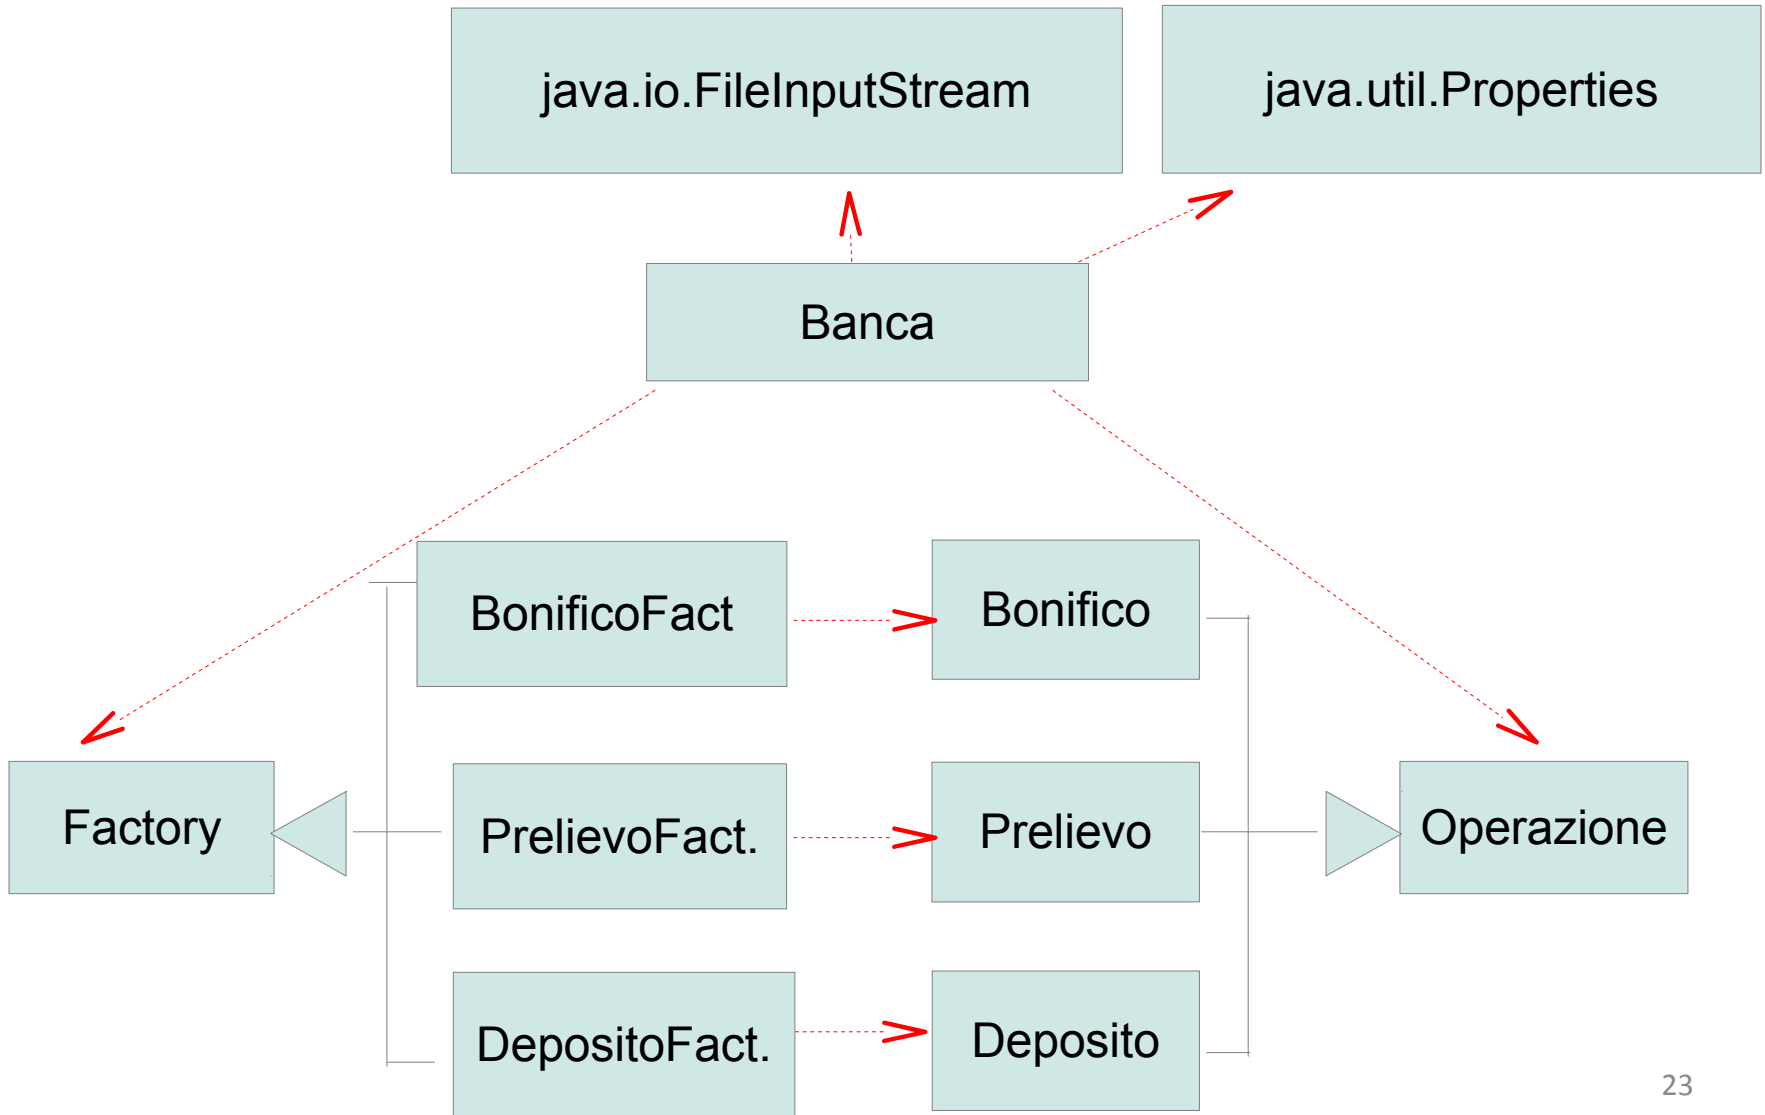 java.io.FileInputStream
java.util.Properties
Banca
BonificoFact
Bonifico
Factory
PrelievoFact.
Prelievo
Operazione
DepositoFact.
Deposito
23